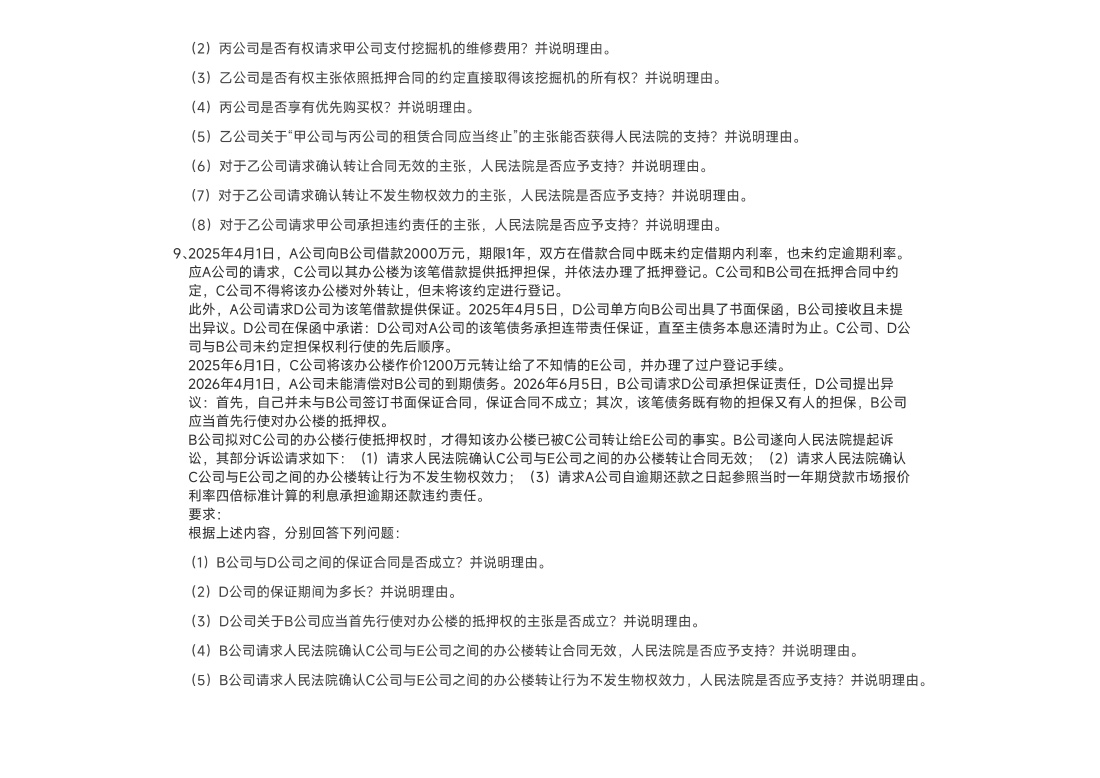 （2）丙公司是否有权请求甲公司支付挖掘机的维修费用？并说明理由。
（3）乙公司是否有权主张依照抵押合同的约定直接取得该挖掘机的所有权？并说明理由。
（4）丙公司是否享有优先购买权？并说明理由。
（5）乙公司关于“甲公司与丙公司的租赁合同应当终止”的主张能否获得人民法院的支持？并说明理由。
（6）对于乙公司请求确认转让合同无效的主张，人民法院是否应予支持？并说明理由。
（7）对于乙公司请求确认转让不发生物权效力的主张，人民法院是否应予支持？并说明理由。
（8）对于乙公司请求甲公司承担违约责任的主张，人民法院是否应予支持？并说明理由。
9、2025年4月1日，A公司向B公司借款2000万元，期限1年，双方在借款合同中既未约定借期内利率，也未约定逾期利率。
应A公司的请求，C公司以其办公楼为该笔借款提供抵押担保，并依法办理了抵押登记。C公司和B公司在抵押合同中约
定，C公司不得将该办公楼对外转让，但未将该约定进行登记。
此外，A公司请求D公司为该笔借款提供保证。2025年4月5日，D公司单方向B公司出具了书面保函，B公司接收且未提
出异议。D公司在保函中承诺：D公司对A公司的该笔债务承担连带责任保证，直至主债务本息还清时为止。C公司、D公
司与B公司未约定担保权利行使的先后顺序。
2025年6月1日，C公司将该办公楼作价1200万元转让给了不知情的E公司，并办理了过户登记手续。
2026年4月1日，A公司未能清偿对B公司的到期债务。2026年6月5日，B公司请求D公司承担保证责任，D公司提出异
议：首先，自己并未与B公司签订书面保证合同，保证合同不成立；其次，该笔债务既有物的担保又有人的担保，B公司
应当首先行使对办公楼的抵押权。
B公司拟对C公司的办公楼行使抵押权时，才得知该办公楼已被C公司转让给E公司的事实。B公司遂向人民法院提起诉
讼，其部分诉讼请求如下：（1）请求人民法院确认C公司与E公司之间的办公楼转让合同无效；（2）请求人民法院确认
C公司与E公司之间的办公楼转让行为不发生物权效力；（3）请求A公司自逾期还款之日起参照当时一年期贷款市场报价
利率四倍标准计算的利息承担逾期还款违约责任。
要求：
根据上述内容，分别回答下列问题：
（1）B公司与D公司之间的保证合同是否成立？并说明理由。
（2）D公司的保证期间为多长？并说明理由。
（3）D公司关于B公司应当首先行使对办公楼的抵押权的主张是否成立？并说明理由。
（4）B公司请求人民法院确认C公司与E公司之间的办公楼转让合同无效，人民法院是否应予支持？并说明理由。
（5）B公司请求人民法院确认C公司与E公司之间的办公楼转让行为不发生物权效力，人民法院是否应予支持？并说明理由。